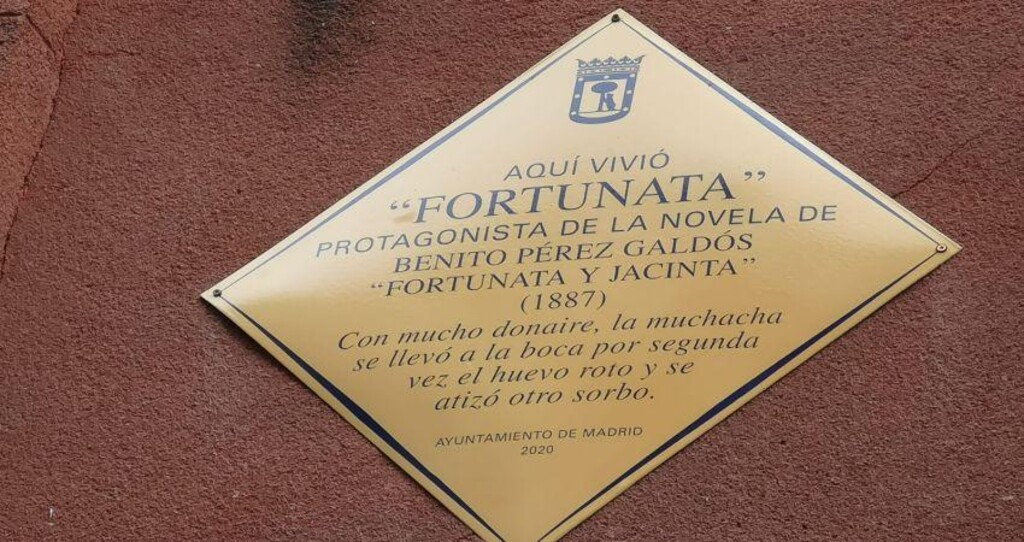 AQUÍ VIVIÓ
“FORTUNATA”
PROTAGONISTA DE LA NOVELA DE
BENITO PÉREZ GALDÓS
“FORTUNATA Y JACINTA”
(1887)
Con mucho donaire, la muchacha
se llevó a la boca por segunda
vez el huevo roto y se
atizó otro sorbo.
AYUNTAMIENTO DE MADRID
2020